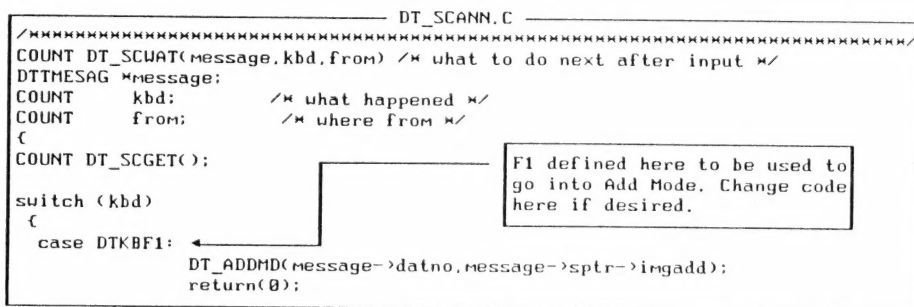 DT_SCANN.C
/******************************************************************************/
COUNT DT_SCWAT(message,kbd,from) /* what to do next after input */
DTTMESAG *message;
COUNT kbd; /* what happened */
COUNT from; /* where from */
{
COUNT DT_SCGET();
switch (kbd)
{
case DTKBF1:
DT_ADDMD(message->datno,message->sptr->imgadd);
return(0);
F1 defined here to be used to
go into Add Mode. Change code
here if desired.